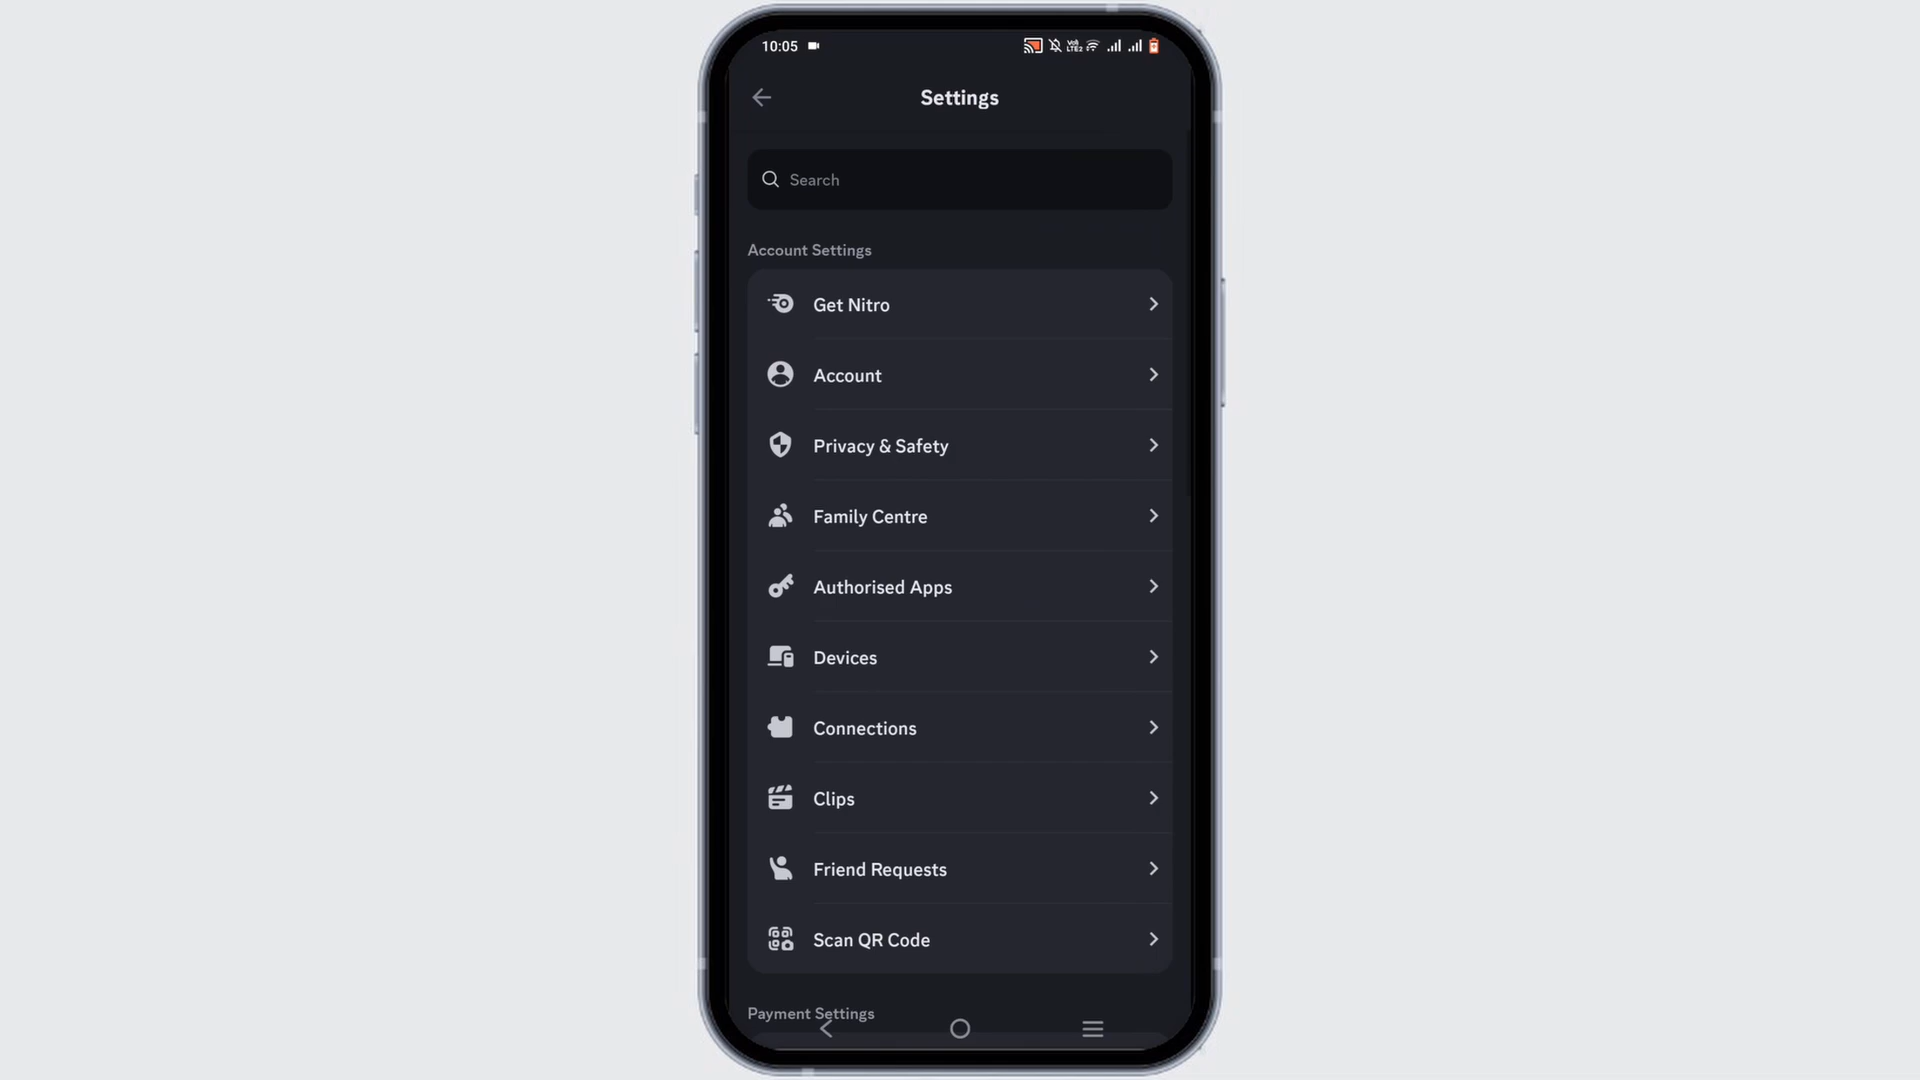 10:05
Settings
Search
Account Settings
Get Nitro
Account
Privacy & Safety
Family Centre
Authorised Apps
Devices
Connections
Clips
Friend Requests
Scan QR Code
Payment Settings